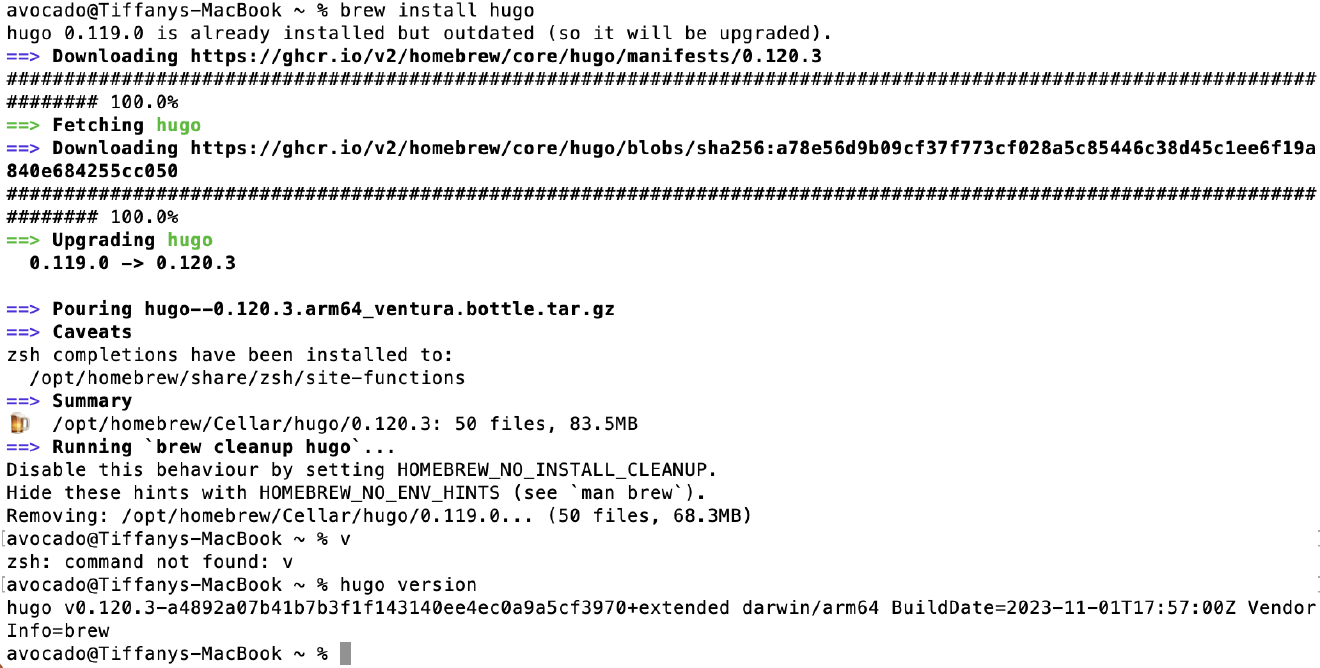 avocado@Tiffanys-MacBook ~ % brew install hugo
hugo 0.119.0 is already installed but outdated (so it will be upgraded).
==> Downloading https://ghcr.io/v2/homebrew/core/hugo/manifests/0.120.3
##################################################################################################################
######## 100.0%
==> Fetching hugo
==> Downloading https://ghcr.io/v2/homebrew/core/hugo/blobs/sha256:a78e56d9b09cf37f773cf028a5c85446c38d45c1ee6f19a
840e684255cc050
##################################################################################################################
######## 100.0%
==> Upgrading hugo
  0.119.0 -> 0.120.3
==> Pouring hugo--0.120.3.arm64_ventura.bottle.tar.gz
==> Caveats
zsh completions have been installed to:
  /opt/homebrew/share/zsh/site-functions
==> Summary
🍺  /opt/homebrew/Cellar/hugo/0.120.3: 50 files, 83.5MB
==> Running `brew cleanup hugo`...
Disable this behaviour by setting HOMEBREW_NO_INSTALL_CLEANUP.
Hide these hints with HOMEBREW_NO_ENV_HINTS (see `man brew`).
Removing: /opt/homebrew/Cellar/hugo/0.119.0... (50 files, 68.3MB)
[avocado@Tiffanys-MacBook ~ % v ]
zsh: command not found: v
[avocado@Tiffanys-MacBook ~ % hugo version ]
hugo v0.120.3-a4892a07b41b7b3f1f143140ee4ec0a9a5cf3970+extended darwin/arm64 BuildDate=2023-11-01T17:57:00Z Vendor
Info=brew
avocado@Tiffanys-MacBook ~ %